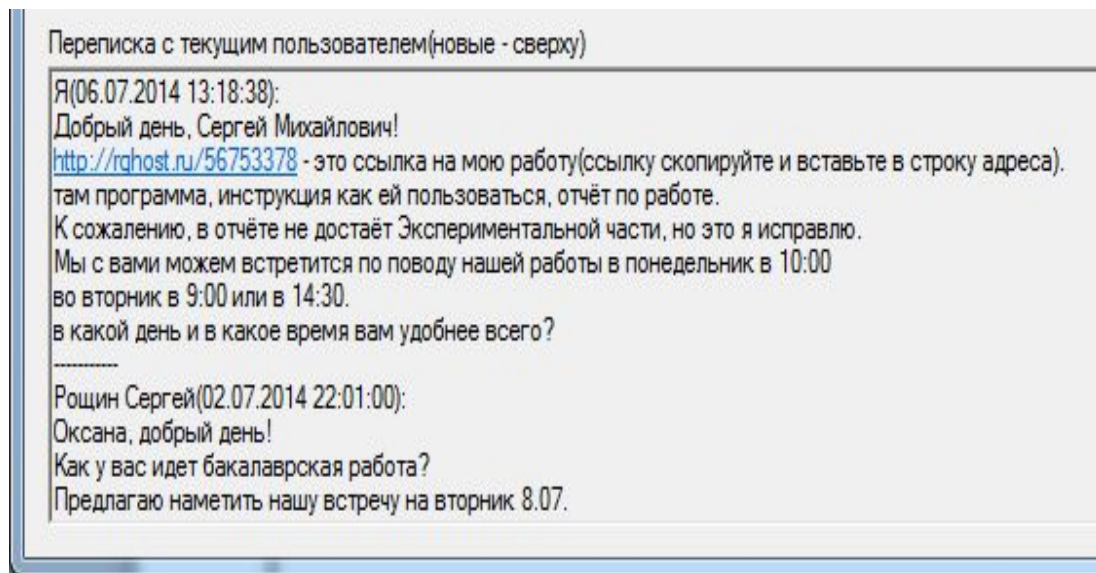 Переписка с текущим пользователем(новые - сверху)
Я(06.07.2014 13:18:38):
Добрый день, Сергей Михайлович!
http://rghost.ru/56753378 - это ссылка на мою работу(ссылку скопируйте и вставьте в строку адреса).
там программа, инструкция как ей пользоваться, отчёт по работе.
К сожалению, в отчёте не достаёт Экспериментальной части, но это я исправлю.
Мы с вами можем встретится по поводу нашей работы в понедельник в 10:00
во вторник в 9:00 или в 14:30.
в какой день и в какое время вам удобнее всего?
-----------
Рощин Сергей(02.07.2014 22:01:00):
Оксана, добрый день!
Как у вас идет бакалаврская работа?
Предлагаю наметить нашу встречу на вторник 8.07.